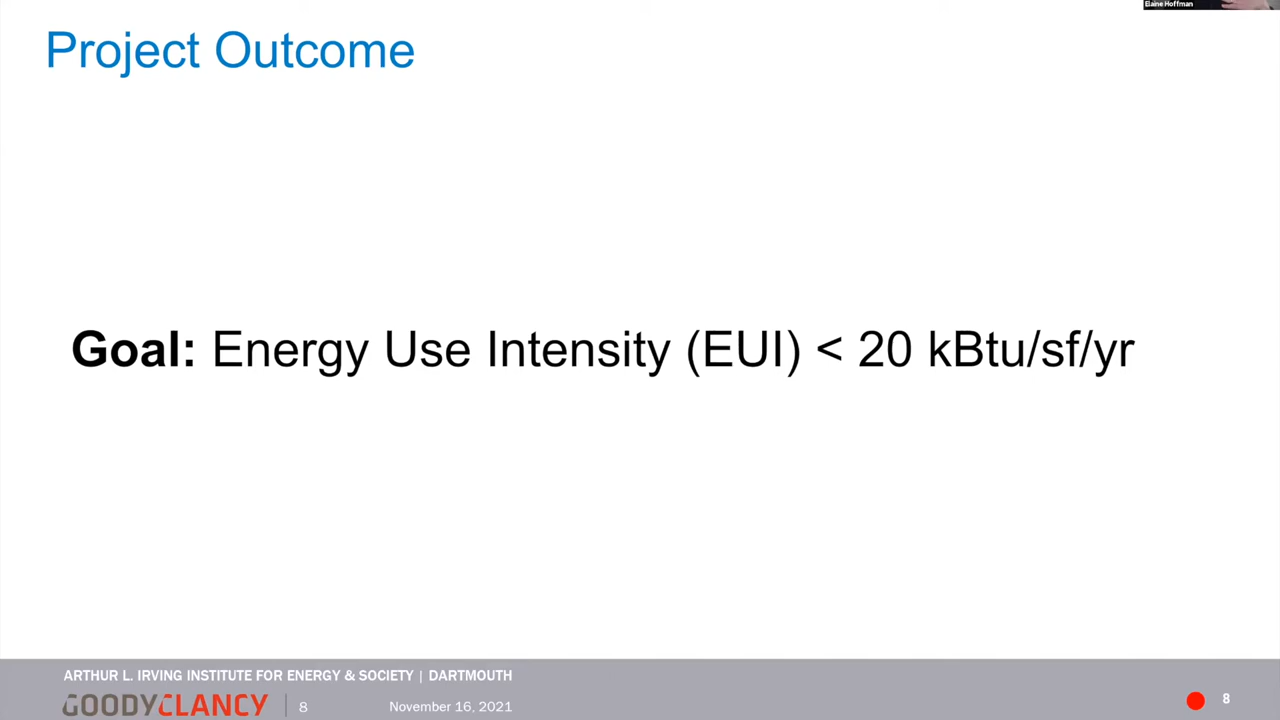 Elaine Hoffman
Project Outcome
Goal: Energy Use Intensity (EUI) < 20 kBtu/sf/yr
ARTHUR L. IRVING INSTITUTE FOR ENERGY & SOCIETY | DARTMOUTH
GOODYCLANCY | 8 November 16, 2021
8